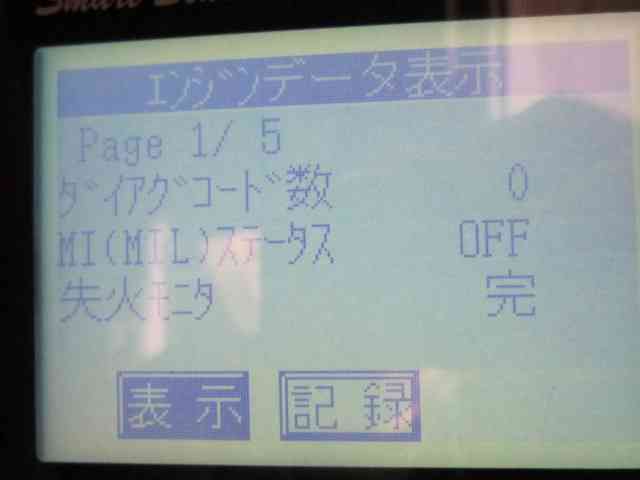 Smart
エンジンデータ表示
Page 1/ 5
ダイアグコード数 0
MI(MIL)ステータス OFF
失火モニタ 完
表示 記録